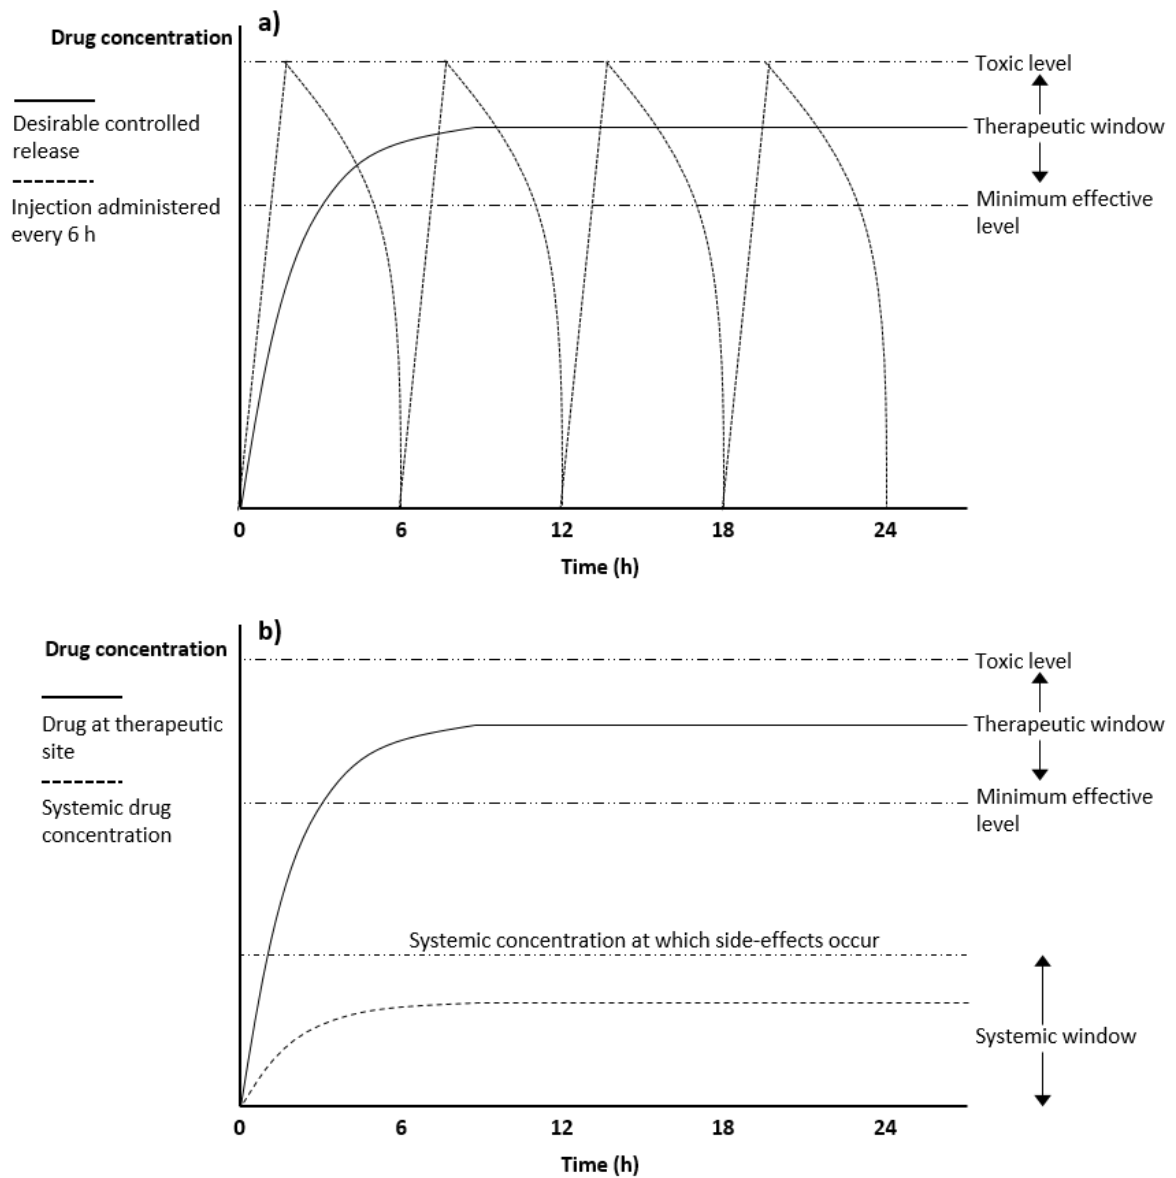 a)
Drug concentration
Toxic level
Desirable controlled
release
Therapeutic window
Injection administered
every 6 h
Minimum effective
level
0 6 12 18 24
Time (h)
b)
Drug concentration
Toxic level
Drug at therapeutic
site
Therapeutic window
Systemic drug
concentration
Minimum effective
level
Systemic concentration at which side-effects occur
Systemic window
0 6 12 18 24
Time (h)